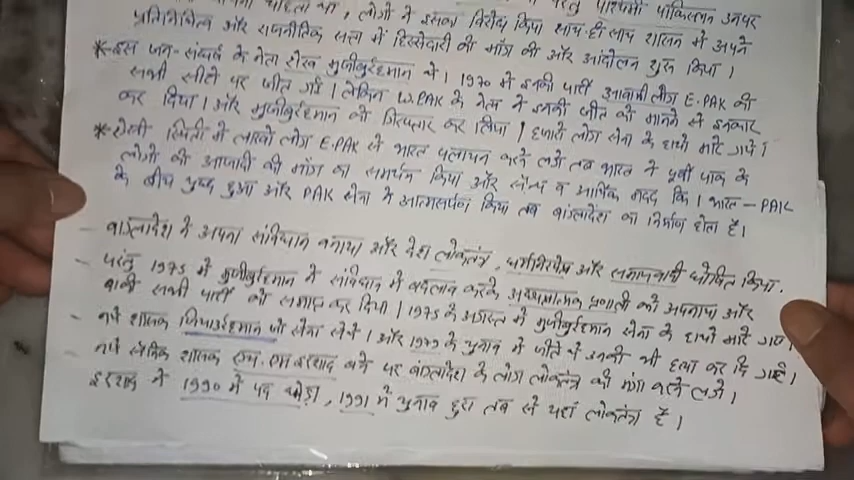 लोगों ने इसका विरोध किया साथ ही साथ शासन में अपने
प्रतिनिधित्व और राजनीतिक सत्ता में हिस्सेदारी की मांग की और आंदोलन शुरू किया।
* इस जन-संघर्ष के नेता शेख मुजीबुर्रहमान थे। 1970 में इनकी पार्टी आवामी लीग E.PAK की
सभी सीटों पर जीत गई। लेकिन W.PAK के नेता ने इनकी जीत को मानने से इनकार
कर दिया। और मुजीबुर्रहमान को गिरफ्तार कर लिया। हजारों लोग सेना के हाथों मारे गये।
* ऐसी स्थिती में लाखों लोग E.PAK से भारत पलायन करने लगे तब भारत ने पूर्वी पाक के
लोगों की आजादी की मांग का समर्थन किया और सैन्य व आर्थिक मदद कि। भारत - PAK
के बीच युद्ध हुआ और PAK सेना ने आत्मसर्मपण किया तब बांग्लादेश का निर्माण होता है।
- बांग्लादेश ने अपना संविधान बनाया और देश लोकतंत्र, धर्मनिरपेक्ष और समाजवादी घोषित किया.
- परंतु 1975 में मुजीबुर्रहमान ने संविधान में बदलाव करके अध्यक्षात्मक प्रणाली को अपनाया और
बाकी सभी पार्टी को समाप्त कर दिया। 1975 के अगस्त में मुजीबुर्रहमान सेना के हाथों मारे गए।
- नये शासक जियाउर्रहमान जो सेना से थे। और 1979 के चुनाव में जीते थे उनकी भी हत्या कर दि गई।
- नये सैनिक शासक एच. एम इरशाद बने पर बांग्लादेश के लोग लोकतंत्र की मांग करने लगे।
इरशाद ने 1990 में पद छोड़ा, 1991 में चुनाव हुए तब से यहां लोकतंत्र है।